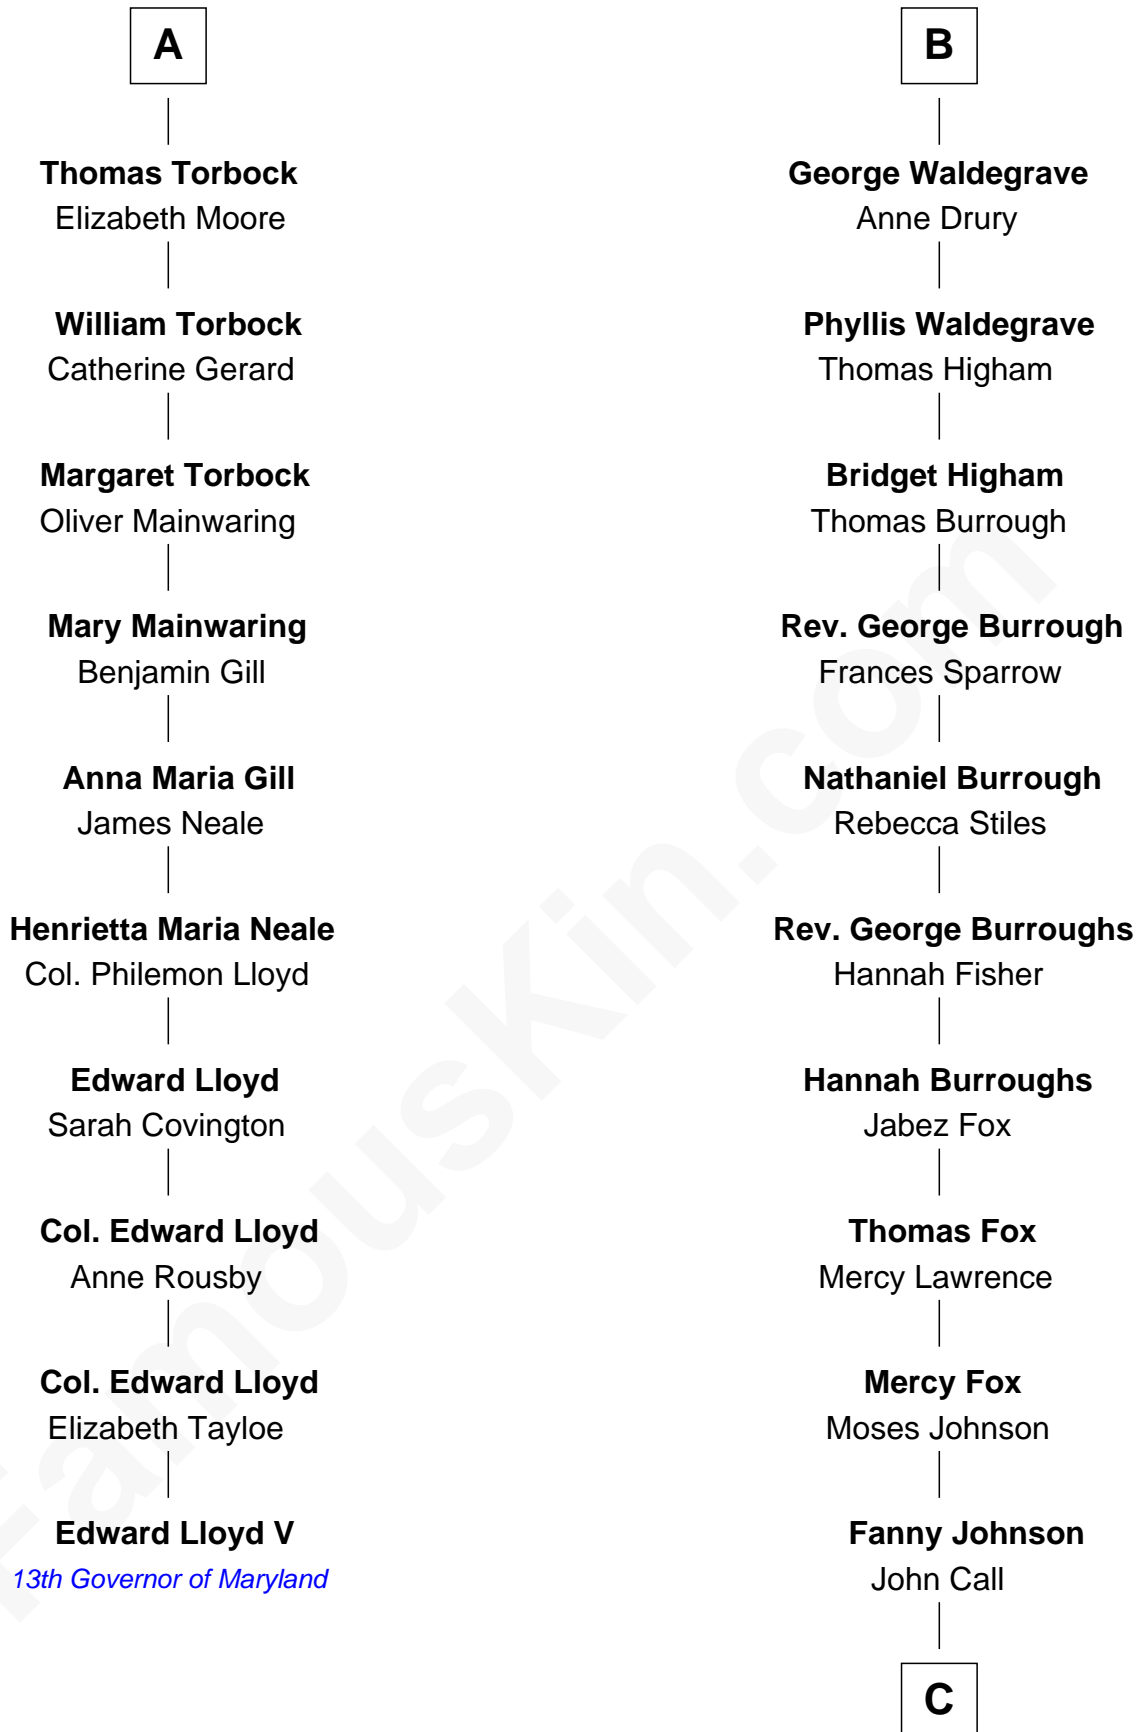 A
Thomas Torbock
Elizabeth Moore
William Torbock
Catherine Gerard
Margaret Torbock
Oliver Mainwaring
Mary Mainwaring
Benjamin Gill
Anna Maria Gill
James Neale
Henrietta Maria Neale
Col. Philemon Lloyd
Edward Lloyd
Sarah Covington
Col. Edward Lloyd
Anne Rousby
Col. Edward Lloyd
Elizabeth Tayloe
Edward Lloyd V
13th Governor of Maryland
B
George Waldegrave
Anne Drury
Phyllis Waldegrave
Thomas Higham
Bridget Higham
Thomas Burrough
Rev. George Burrough
Frances Sparrow
Nathaniel Burrough
Rebecca Stiles
Rev. George Burroughs
Hannah Fisher
Hannah Burroughs
Jabez Fox
Thomas Fox
Mercy Lawrence
Mercy Fox
Moses Johnson
Fanny Johnson
John Call
C
FamousKin.com